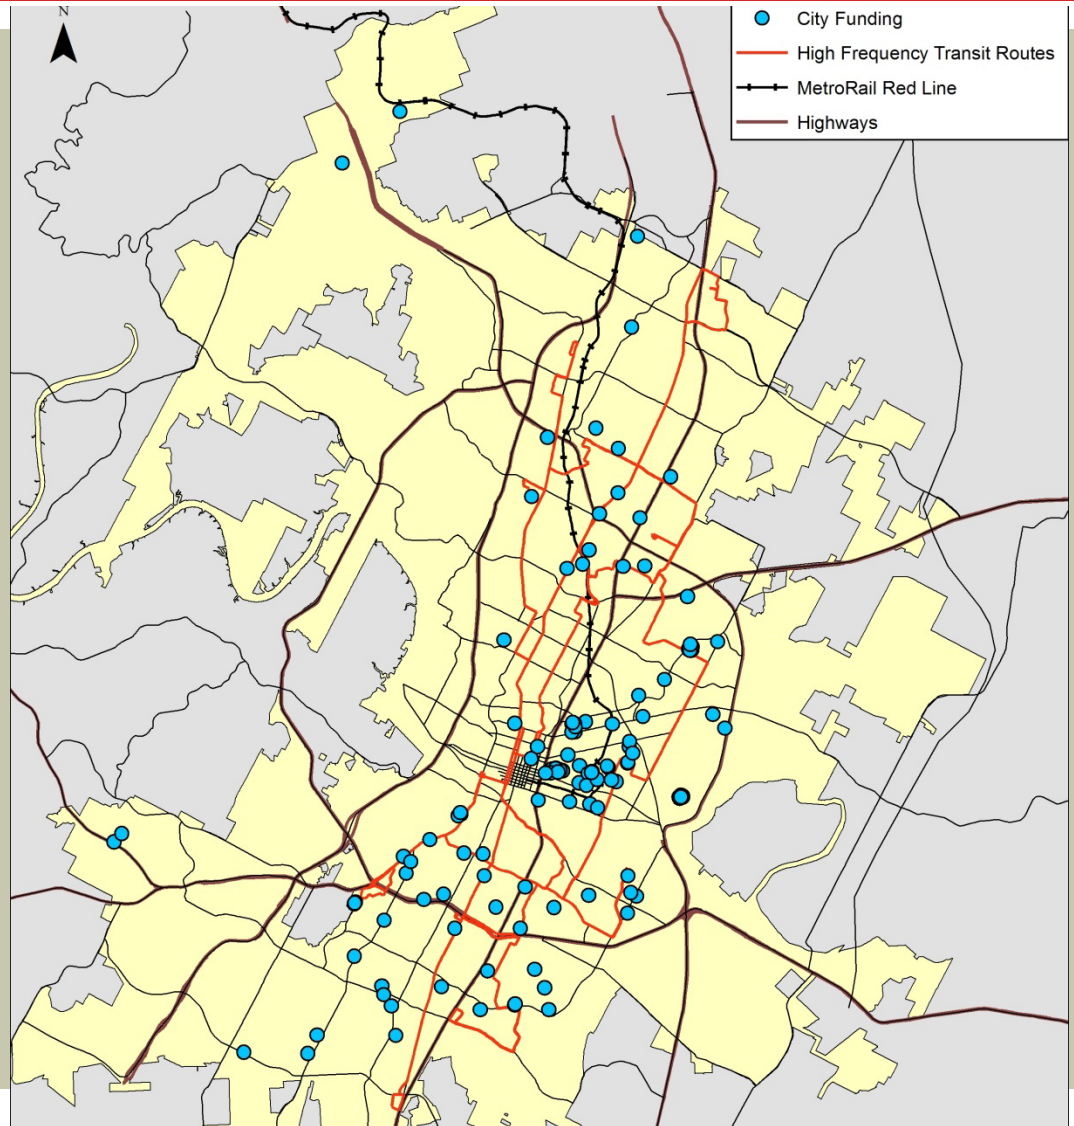 N
City Funding
High Frequency Transit Routes
MetroRail Red Line
Highways